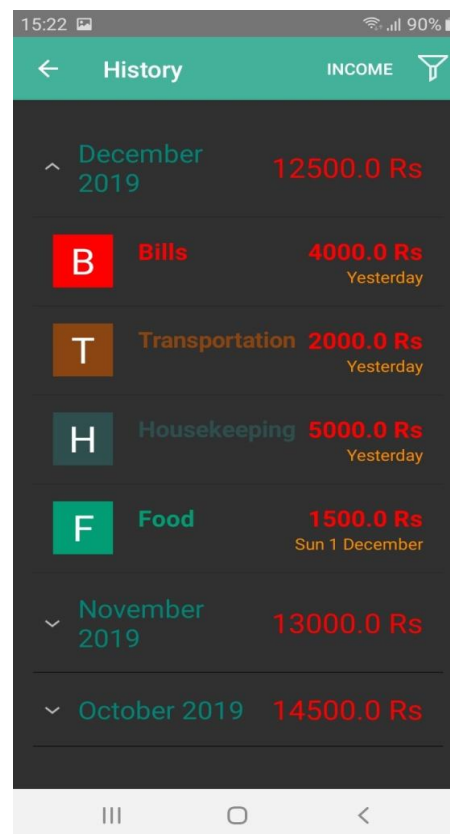 15:22 90%
History INCOME
December
2019
12500.0 Rs
B Bills 4000.0 Rs
Yesterday
T Transportation 2000.0 Rs
Yesterday
H Housekeeping 5000.0 Rs
Yesterday
F Food 1500.0 Rs
Sun 1 December
November
2019
13000.0 Rs
October 2019 14500.0 Rs